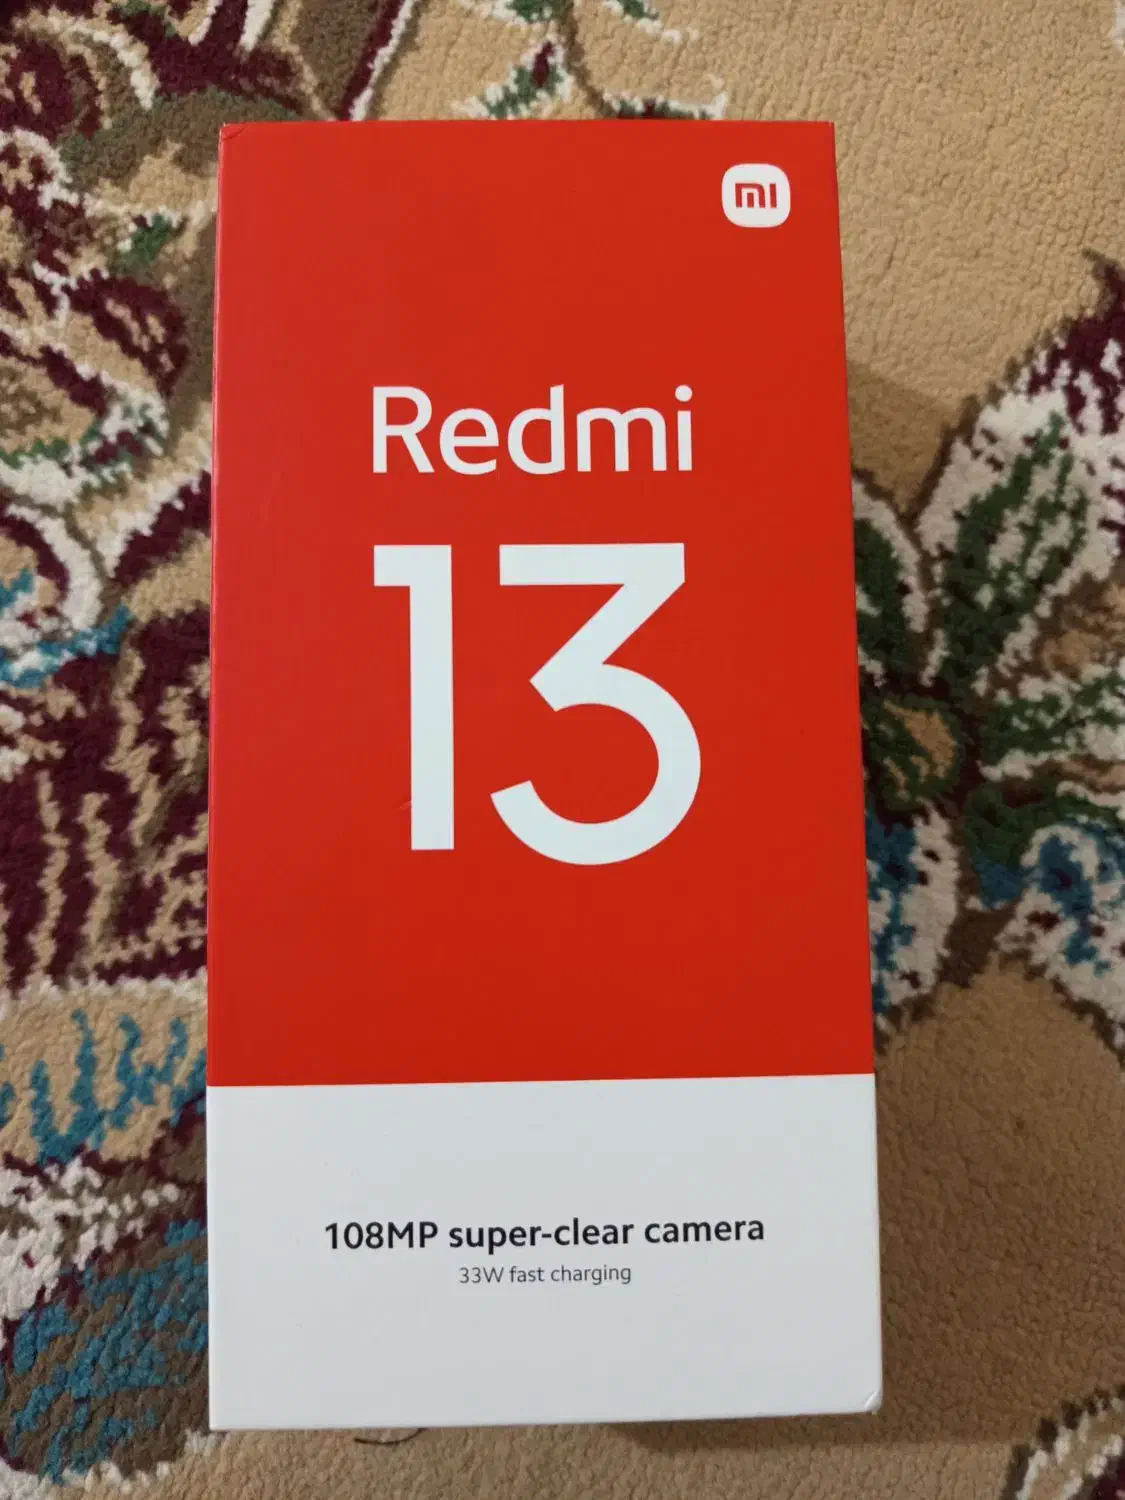 mi
Redmi
13
108MP super-clear camera
33W fast charging